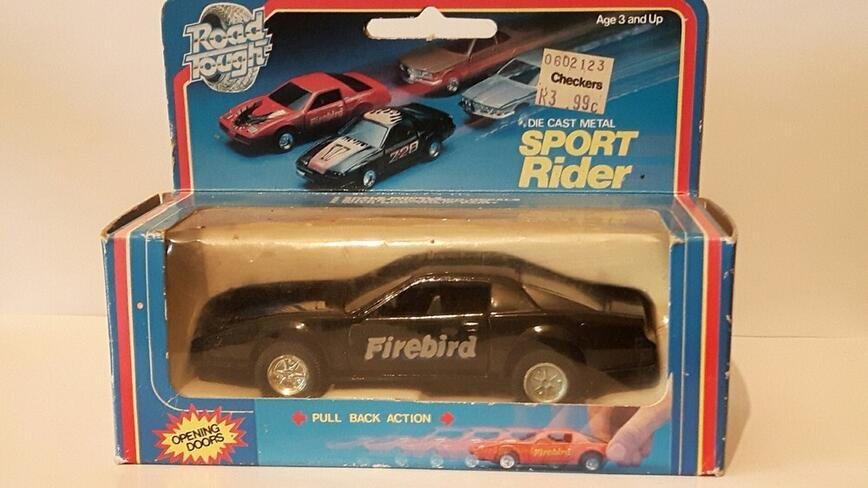 Road
Tough
Age 3 and Up
0602123
Checkers
R3 .99c
Firebird
Z-28
DIE CAST METAL
SPORT
Rider
Firebird
PULL BACK ACTION
OPENING
DOORS
Firebird